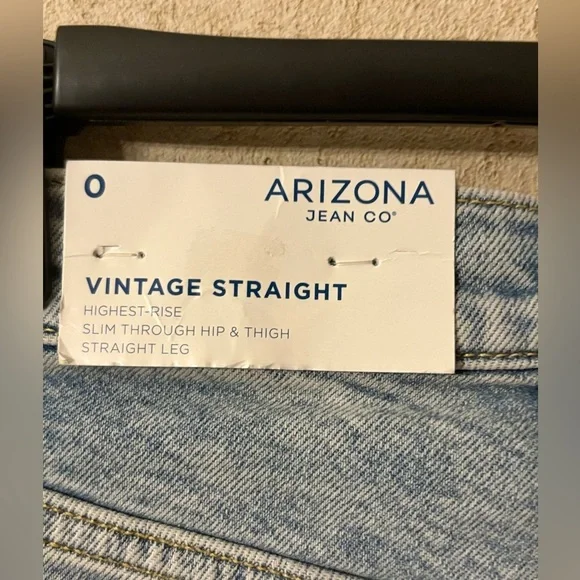 0
ARIZONA
JEAN CO®
VINTAGE STRAIGHT
HIGHEST-RISE
SLIM THROUGH HIP & THIGH
STRAIGHT LEG